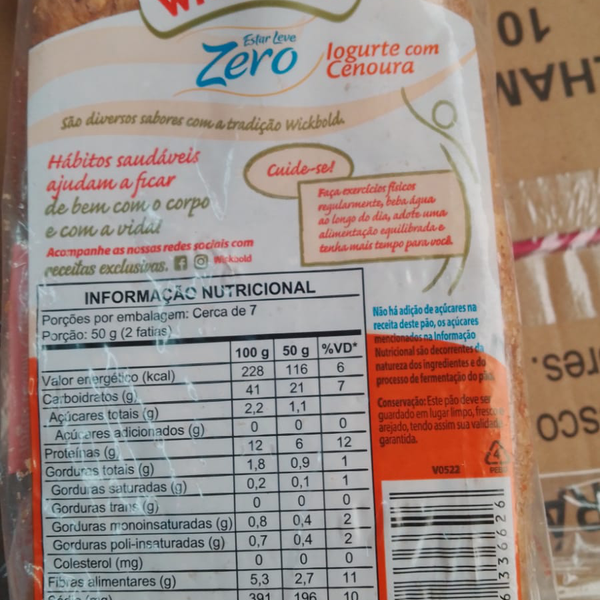 Estar Leve
Zero
Iogurte com
Cenoura
São diversos sabores com a tradição Wickbold.
Hábitos saudáveis
ajudam a ficar
de bem com o corpo
e com a vida!
Acompanhe as nossas redes sociais com
receitas exclusivas. Wickbold
Cuide-se!
Faça exercícios físicos
regularmente, beba água
ao longo do dia, adote uma
alimentação equilibrada e
tenha mais tempo para você.
INFORMAÇÃO NUTRICIONAL
Porções por embalagem: Cerca de 7
Porção: 50 g (2 fatias)
100 g 50 g %VD*
Valor energético (kcal) 228 116 6
Carboidratos (g) 41 21 7
Açúcares totais (g) 2,2 1,1
Açúcares adicionados (g) 0 0 0
Proteínas (g) 12 6 12
Gorduras totais (g) 1,8 0,9 1
Gorduras saturadas (g) 0,2 0,1 1
Gorduras trans (g) 0 0 0
Gorduras monoinsaturadas (g) 0,8 0,4 2
Gorduras poli-insaturadas (g) 0,7 0,4 2
Colesterol (mg) 0 0 0
Fibras alimentares (g) 5,3 2,7 11
Sódio (mg) 391 196 10
Não há adição de açúcares na
receita deste pão, os açúcares
mencionados na Informação
Nutricional são decorrentes da
natureza dos ingredientes e do
processo de fermentação do pão.
Conservação: Este pão deve ser
guardado em lugar limpo, fresco e
arejado, tendo assim sua validade
garantida.
V0522
6336626
10